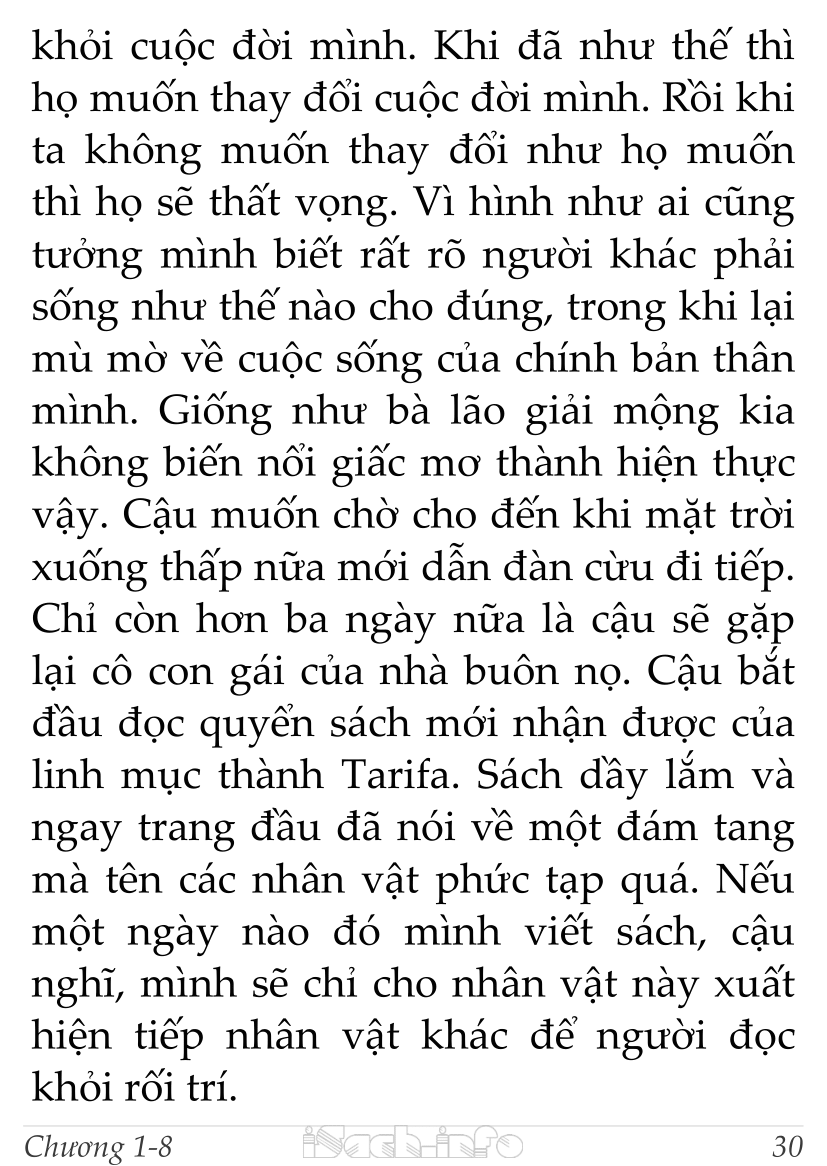 khỏi cuộc đời mình. Khi đã như thế thì
họ muốn thay đổi cuộc đời mình. Rồi khi
ta không muốn thay đổi như họ muốn
thì họ sẽ thất vọng. Vì hình như ai cũng
tưởng mình biết rất rõ người khác phải
sống như thế nào cho đúng, trong khi lại
mù mờ về cuộc sống của chính bản thân
mình. Giống như bà lão giải mộng kia
không biến nổi giấc mơ thành hiện thực
vậy. Cậu muốn chờ cho đến khi mặt trời
xuống thấp nữa mới dẫn đàn cừu đi tiếp.
Chỉ còn hơn ba ngày nữa là cậu sẽ gặp
lại cô con gái của nhà buôn nọ. Cậu bắt
đầu đọc quyển sách mới nhận được của
linh mục thành Tarifa. Sách dầy lắm và
ngay trang đầu đã nói về một đám tang
mà tên các nhân vật phức tạp quá. Nếu
một ngày nào đó mình viết sách, cậu
nghĩ, mình sẽ chỉ cho nhân vật này xuất
hiện tiếp nhân vật khác để người đọc
khỏi rối trí.
Chương 1-8 iSach.info 30